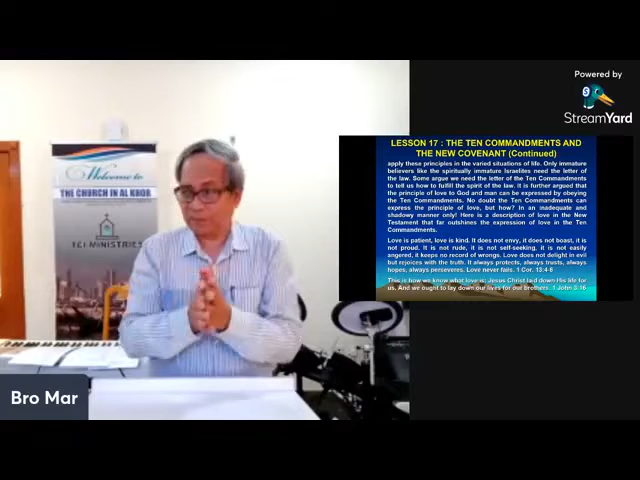 Powered by
StreamYard
LESSON 17 : THE TEN COMMANDMENTS AND
THE NEW COVENANT (Continued)
apply these principles in the varied situations of life. Only immature
believers like the spiritually immature Israelites need the letter of
the law. Some argue we need the letter of the Ten Commandments
to tell us how to fulfill the spirit of the law. It is further argued that
the principle of love to God and man can be expressed by obeying
the Ten Commandments. No doubt the Ten Commandments can
express the principle of love, but how? In an inadequate and
shadowy manner only! Here is a description of love in the New
Testament that far outshines the expression of love in the Ten
Commandments.
Love is patient, love is kind. It does not envy, it does not boast, it is
not proud. It is not rude, it is not self-seeking, it is not easily
angered, it keeps no record of wrongs. Love does not delight in evil
but rejoices with the truth. It always protects, always trusts, always
hopes, always perseveres. Love never fails. 1 Cor. 13:4-8
This is how we know what love is: Jesus Christ laid down His life for
us. And we ought to lay down our lives for our brothers. 1 John 3:16
Welcome to
THE CHURCH IN AL KHOR
TCI MINISTRIES
Bro Mar